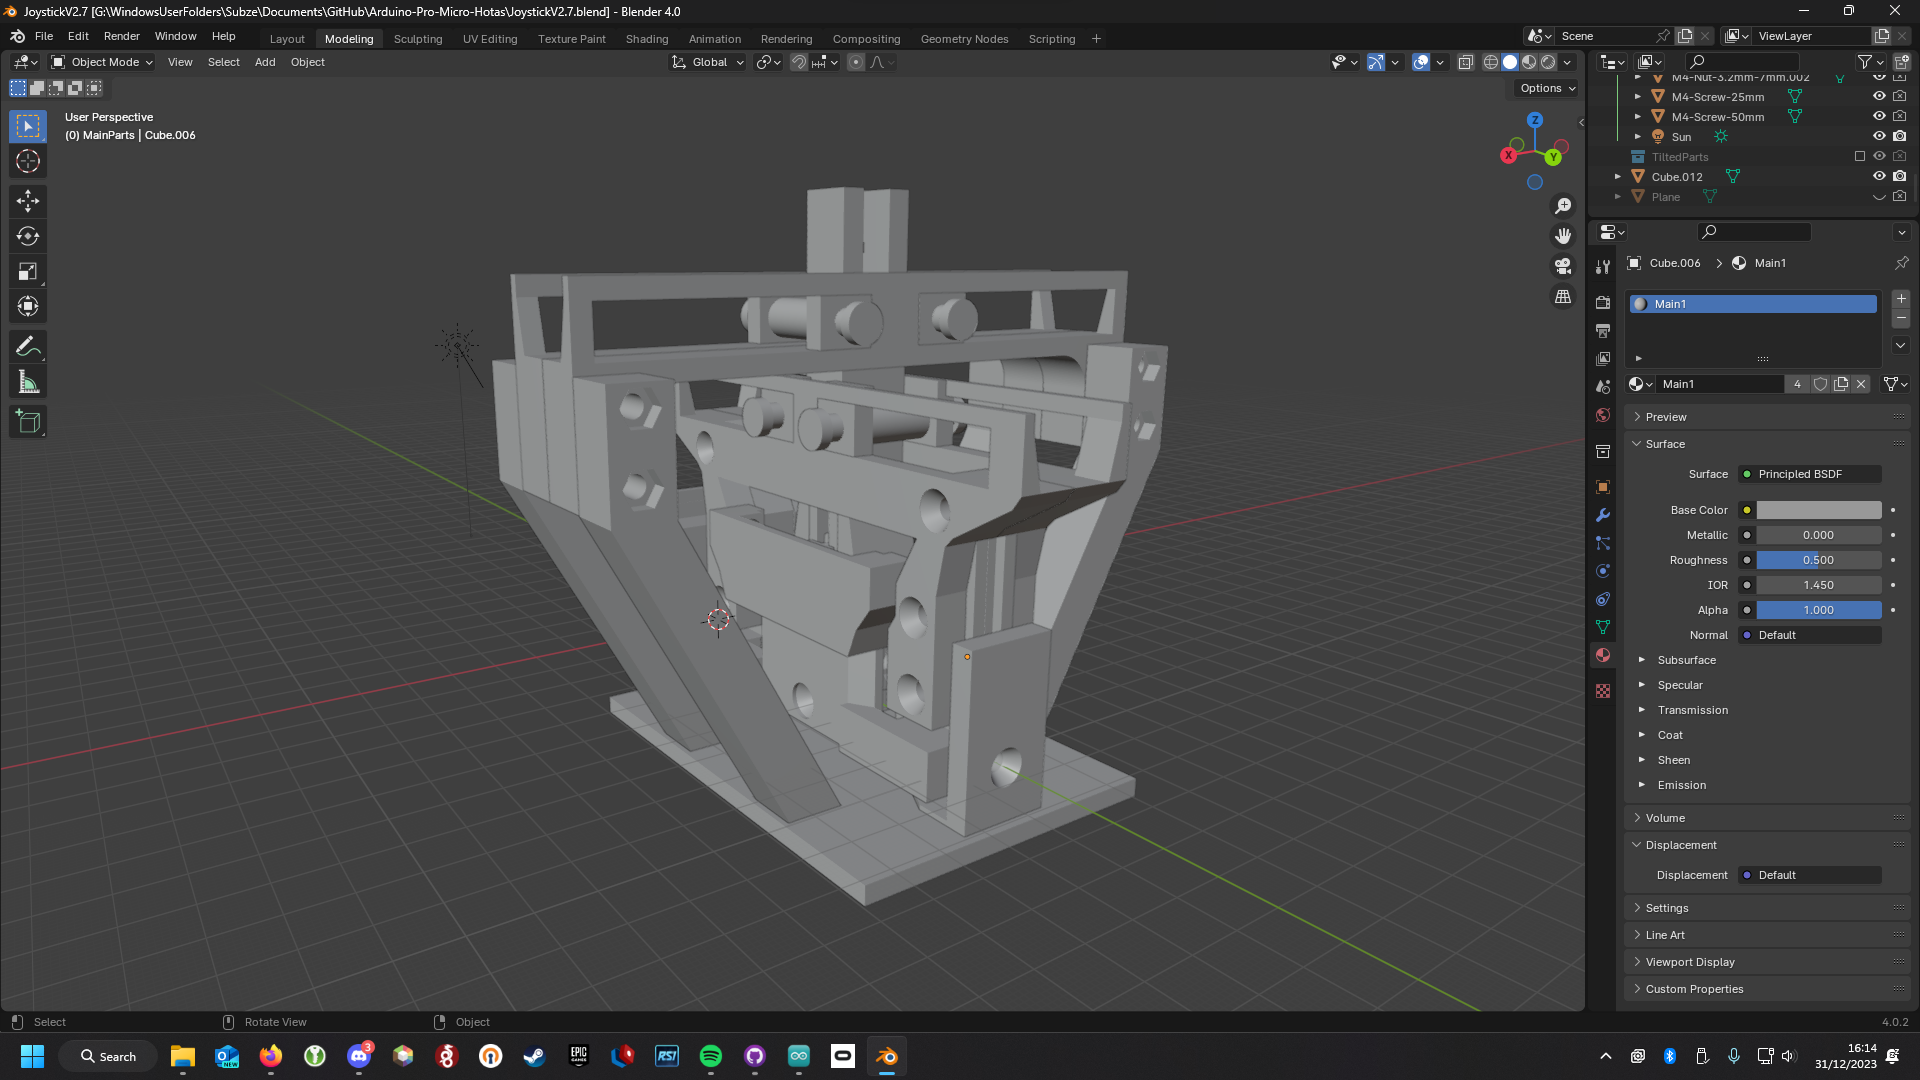 JoystickV2.7 [G:\WindowsUserFolders\Subze\Documents\GitHub\Arduino-Pro-Micro-Hotas\JoystickV2.7.blend] - Blender 4.0
File Edit Render Window Help Layout Modeling Sculpting UV Editing Texture Paint Shading Animation Rendering Compositing Geometry Nodes Scripting + Scene ViewLayer
Object Mode View Select Add Object Global
Options
User Perspective
(0) MainParts | Cube.006
Z
X
Y
M4-Nut-3.2mm-7mm.002
M4-Screw-25mm
M4-Screw-50mm
Sun
TiltedParts
Cube.012
Plane
Cube.006 > Main1
Main1
Main1 4
Preview
Surface
Surface Principled BSDF
Base Color
Metallic 0.000
Roughness 0.500
IOR 1.450
Alpha 1.000
Normal Default
Subsurface
Specular
Transmission
Coat
Sheen
Emission
Volume
Displacement
Displacement Default
Settings
Line Art
Viewport Display
Custom Properties
Select Rotate View Object 4.0.2
Search
NEW
3
EPIC
GAMES
RSI
16:14
31/12/2023